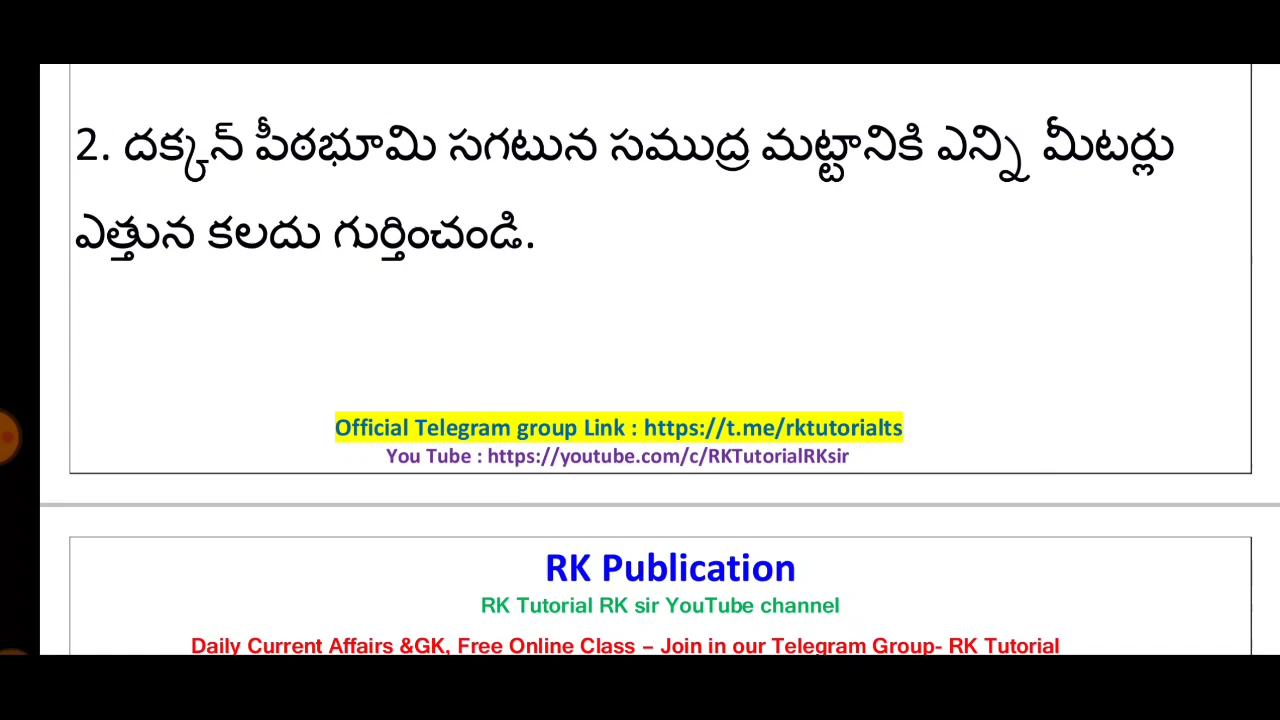 2. దక్కన్ పీఠభూమి సగటున సముద్ర మట్టానికి ఎన్ని మీటర్లు
ఎత్తున కలదు గుర్తించండి.
Official Telegram group Link : https://t.me/rktutorialts
You Tube : https://youtube.com/c/RKTutorialRKsir
RK Publication
RK Tutorial RK sir YouTube channel
Daily Current Affairs &GK, Free Online Class – Join in our Telegram Group- RK Tutorial